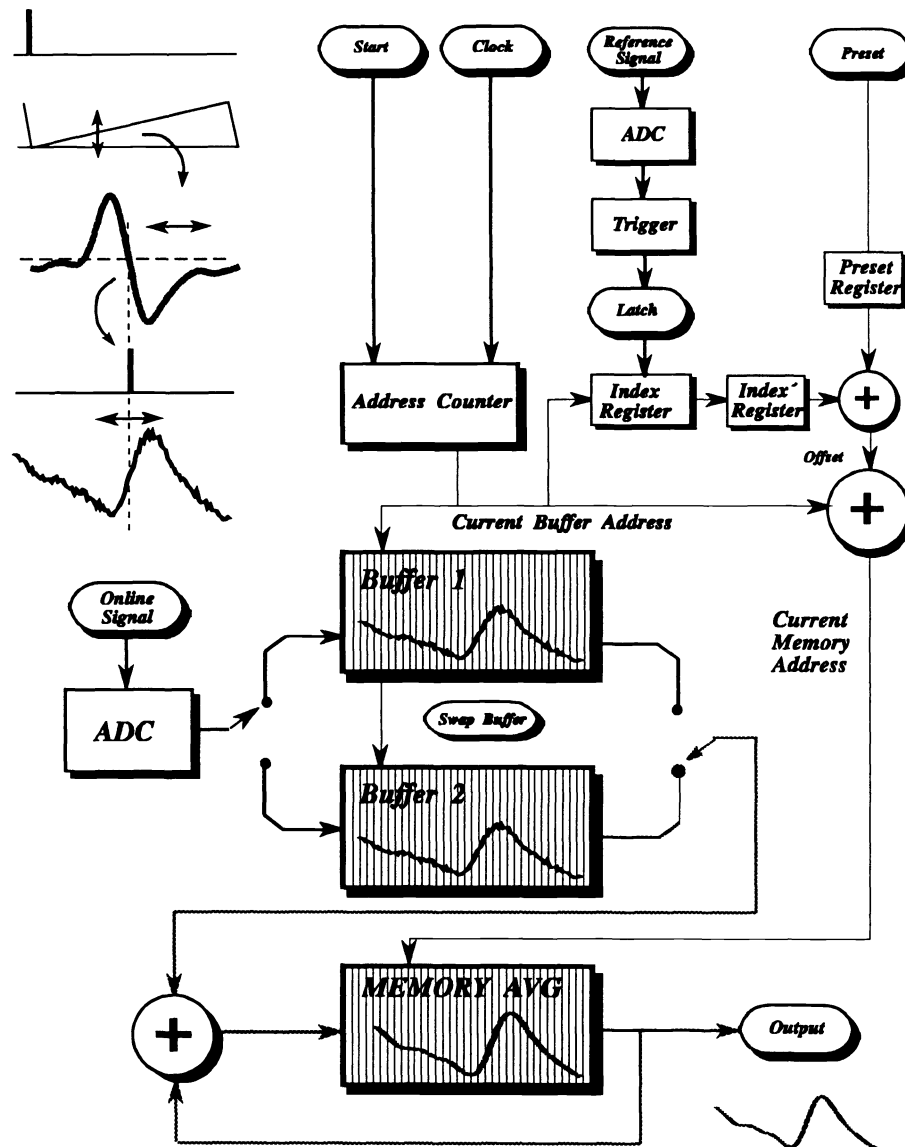 Start
Clock
Reference
Signal
Preset
ADC
Trigger
Preset
Register
Latch
Address Counter
Index
Register
Index´
Register
+
Offset
+
Current Buffer Address
Buffer 1
Online
Signal
Current
Memory
Address
ADC
Swap Buffer
Buffer 2
MEMORY AVG
+
Output